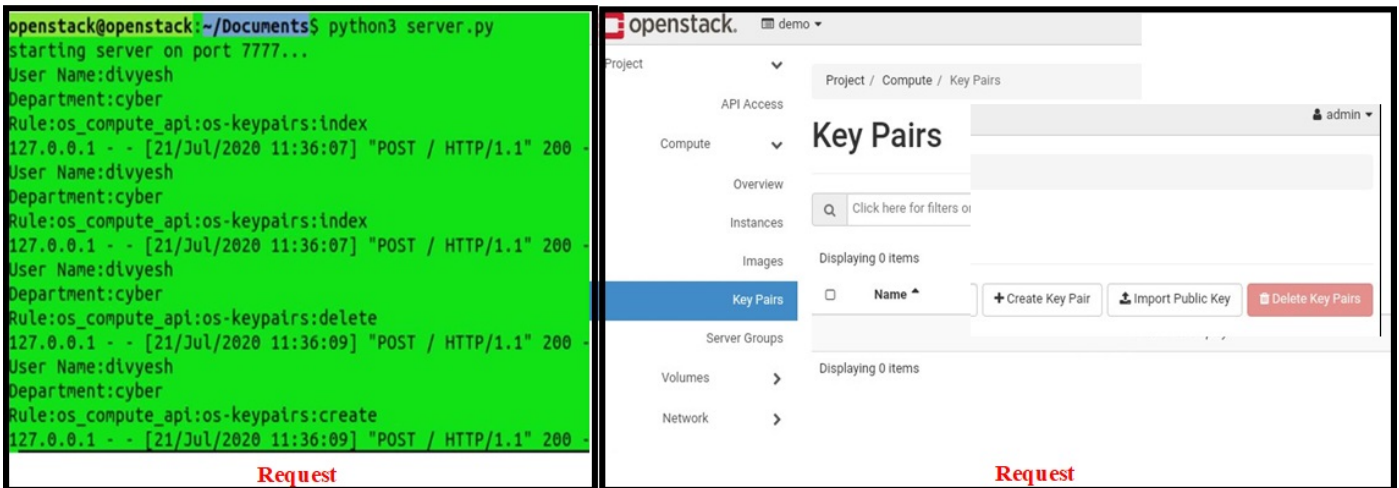 openstack@openstack:~/Documents$ python3 server.py
starting server on port 7777...
User Name:divyesh
Department:cyber
Rule:os_compute_api:os-keypairs:index
127.0.0.1 - - [21/Jul/2020 11:36:07] "POST / HTTP/1.1" 200 -
User Name:divyesh
Department:cyber
Rule:os_compute_api:os-keypairs:index
127.0.0.1 - - [21/Jul/2020 11:36:07] "POST / HTTP/1.1" 200 -
User Name:divyesh
Department:cyber
Rule:os_compute_api:os-keypairs:delete
127.0.0.1 - - [21/Jul/2020 11:36:09] "POST / HTTP/1.1" 200 -
User Name:divyesh
Department:cyber
Rule:os_compute_api:os-keypairs:create
127.0.0.1 - - [21/Jul/2020 11:36:09] "POST / HTTP/1.1" 200 -
Request
openstack. demo
Project
API Access
Compute
Overview
Instances
Images
Key Pairs
Server Groups
Volumes
Network
Project / Compute / Key Pairs
admin
Key Pairs
Click here for filters
Displaying 0 items
Name
+ Create Key Pair
Import Public Key
Delete Key Pairs
Displaying 0 items
Request